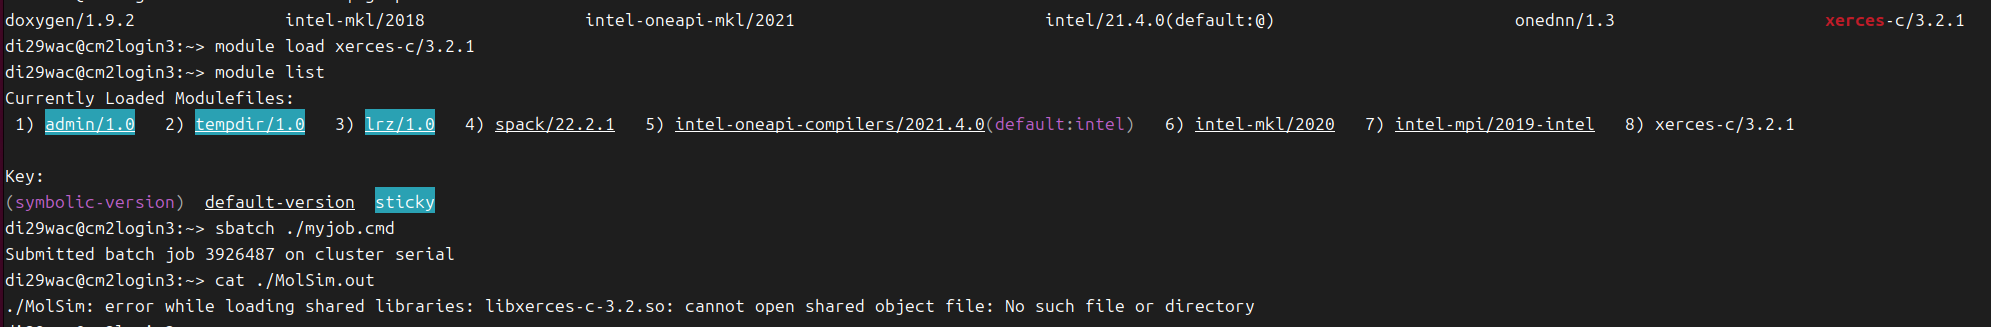 doxygen/1.9.2 intel-mkl/2018 intel-oneapi-mkl/2021 intel/21.4.0(default:@) onednn/1.3 xerces-c/3.2.1
di29wac@cm2login3:~> module load xerces-c/3.2.1
di29wac@cm2login3:~> module list
Currently Loaded Modulefiles:
1) admin/1.0 2) tempdir/1.0 3) lrz/1.0 4) spack/22.2.1 5) intel-oneapi-compilers/2021.4.0(default:intel) 6) intel-mkl/2020 7) intel-mpi/2019-intel 8) xerces-c/3.2.1
Key:
(symbolic-version) default-version sticky
di29wac@cm2login3:~> sbatch ./myjob.cmd
Submitted batch job 3926487 on cluster serial
di29wac@cm2login3:~> cat ./MolSim.out
./MolSim: error while loading shared libraries: libxerces-c-3.2.so: cannot open shared object file: No such file or directory